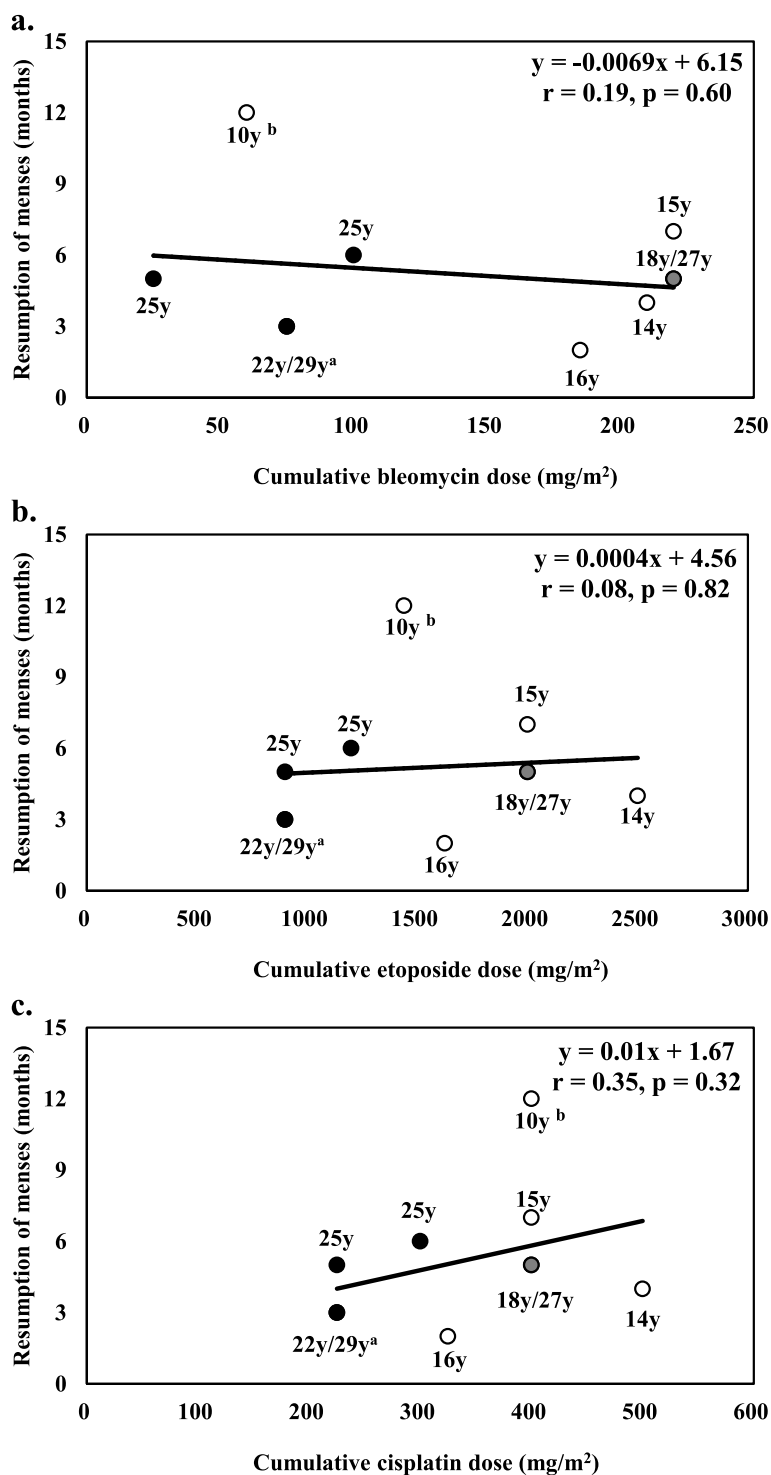 a.
Resumption of menses (months)
15
12
9
6
3
0
y = -0.0069x + 6.15
r = 0.19, p = 0.60
10y ᵇ
15y
25y
18y/27y
25y
14y
22y/29yᵃ
16y
0 50 100 150 200 250
Cumulative bleomycin dose (mg/m²)
b.
Resumption of menses (months)
15
12
9
6
3
0
y = 0.0004x + 4.56
r = 0.08, p = 0.82
10y ᵇ
15y
25y
25y
18y/27y
14y
22y/29yᵃ
16y
0 500 1000 1500 2000 2500 3000
Cumulative etoposide dose (mg/m²)
c.
Resumption of menses (months)
15
12
9
6
3
0
y = 0.01x + 1.67
r = 0.35, p = 0.32
10y ᵇ
15y
25y
25y
18y/27y
14y
22y/29yᵃ
16y
0 100 200 300 400 500 600
Cumulative cisplatin dose (mg/m²)